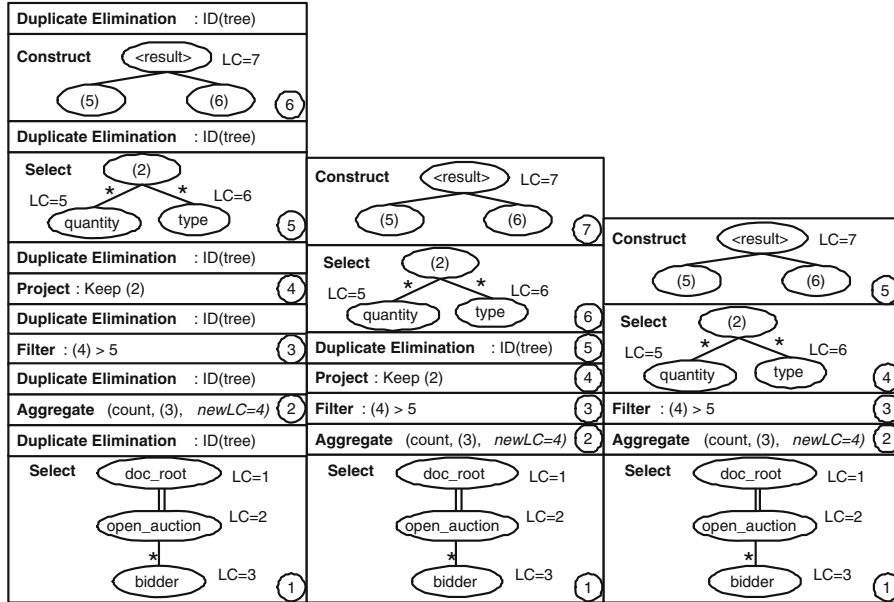 Duplicate Elimination : ID(tree)
Construct <result> LC=7
(5) (6) 6
Duplicate Elimination : ID(tree)
Select (2)
* *
LC=5 LC=6
quantity type 5
Duplicate Elimination : ID(tree)
Project : Keep (2) 4
Duplicate Elimination : ID(tree)
Filter : (4) > 5 3
Duplicate Elimination : ID(tree)
Aggregate (count, (3), newLC=4) 2
Duplicate Elimination : ID(tree)
Select doc_root LC=1
open_auction LC=2
*
bidder LC=3 1
Construct <result> LC=7
(5) (6) 7
Select (2)
* *
LC=5 LC=6
quantity type 6
Duplicate Elimination : ID(tree) 5
Project : Keep (2) 4
Filter : (4) > 5 3
Aggregate (count, (3), newLC=4) 2
Select doc_root LC=1
open_auction LC=2
*
bidder LC=3 1
Construct <result> LC=7
(5) (6) 5
Select (2)
* *
LC=5 LC=6
quantity type 4
Filter : (4) > 5 3
Aggregate (count, (3), newLC=4) 2
Select doc_root LC=1
open_auction LC=2
*
bidder LC=3 1